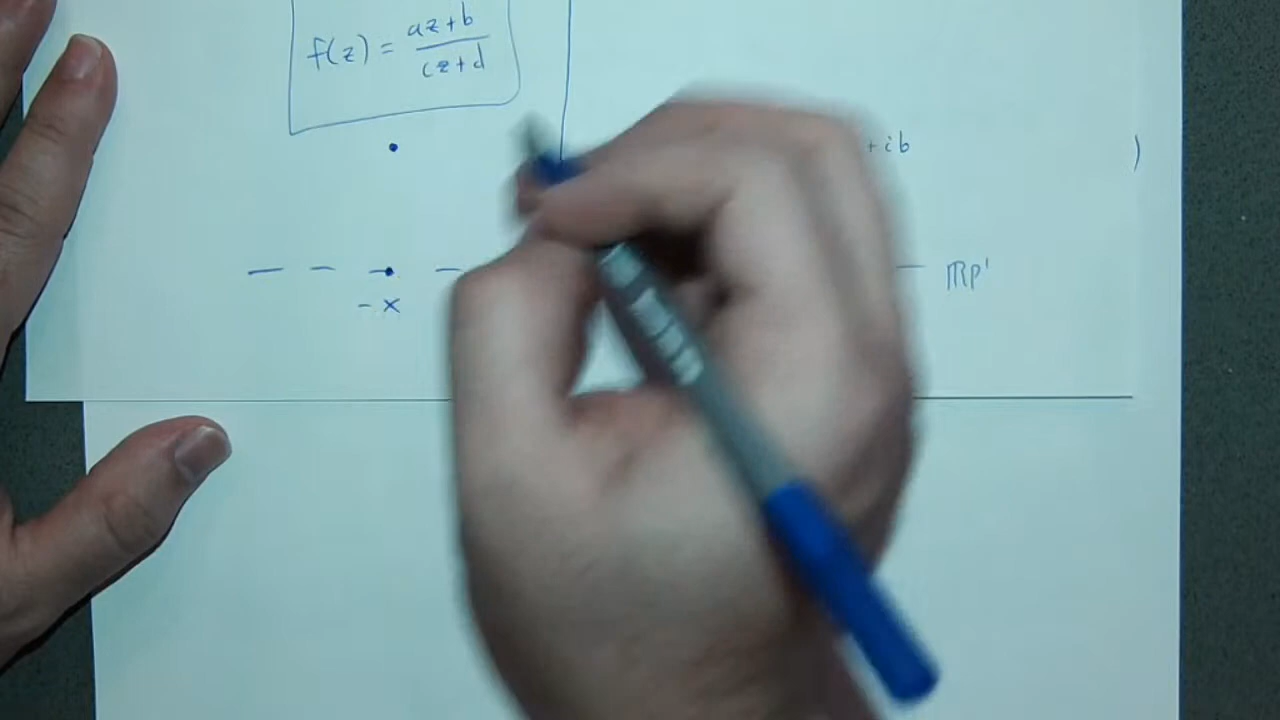 f(z) = az+b
cz+d
+ib )
-x ℝP¹